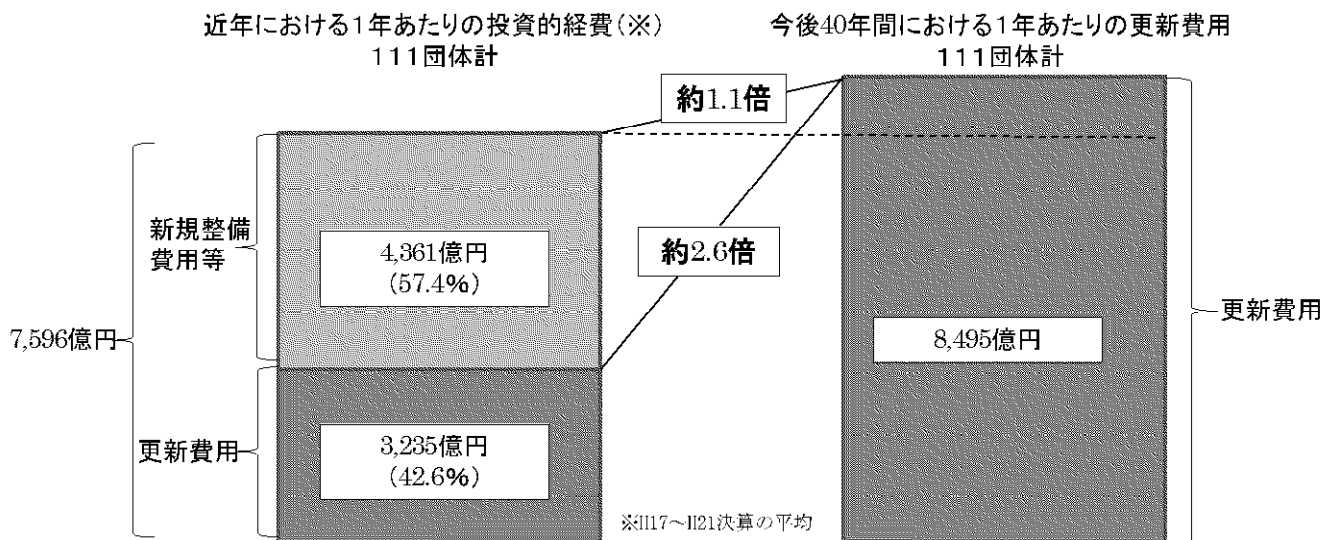 近年における1年あたりの投資的経費(※)
111団体計
今後40年間における1年あたりの更新費用
111団体計
約1.1倍
新規整備
費用等
4,361億円
(57.4%)
約2.6倍
7,596億円
8,495億円
更新費用
更新費用
3,235億円
(42.6%)
※H17~H21決算の平均